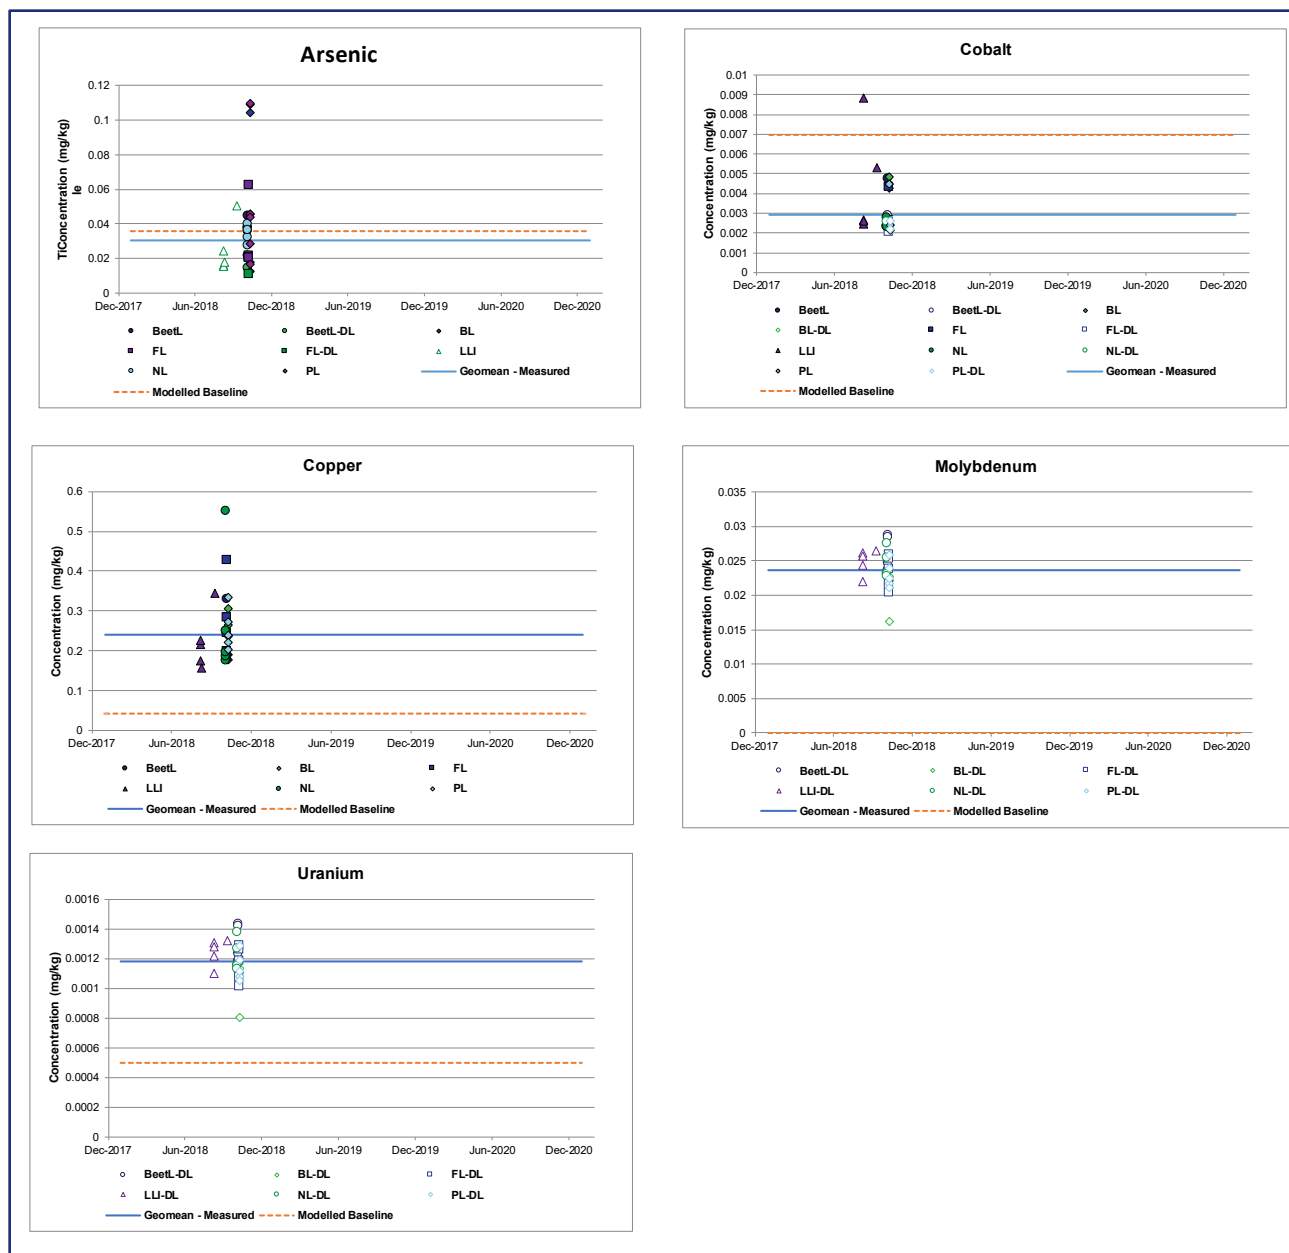 Arsenic
TiConcentration (mg/kg)
le
0.12
0.1
0.08
0.06
0.04
0.02
0
Dec-2017 Jun-2018 Dec-2018 Jun-2019 Dec-2019 Jun-2020 Dec-2020
BeetL BeetL-DL BL
FL FL-DL LLI
NL PL Geomean - Measured
Modelled Baseline
Cobalt
Concentration (mg/kg)
0.01
0.009
0.008
0.007
0.006
0.005
0.004
0.003
0.002
0.001
0
Dec-2017 Jun-2018 Dec-2018 Jun-2019 Dec-2019 Jun-2020 Dec-2020
BeetL BeetL-DL BL
BL-DL FL FL-DL
LLI NL NL-DL
PL PL-DL Geomean - Measured
Modelled Baseline
Copper
Concentration (mg/kg)
0.6
0.5
0.4
0.3
0.2
0.1
0
Dec-2017 Jun-2018 Dec-2018 Jun-2019 Dec-2019 Jun-2020 Dec-2020
BeetL BL FL
LLI NL PL
Geomean - Measured Modelled Baseline
Molybdenum
Concentration (mg/kg)
0.035
0.03
0.025
0.02
0.015
0.01
0.005
0
Dec-2017 Jun-2018 Dec-2018 Jun-2019 Dec-2019 Jun-2020 Dec-2020
BeetL-DL BL-DL FL-DL
LLI-DL NL-DL PL-DL
Geomean - Measured Modelled Baseline
Uranium
Concentration (mg/kg)
0.0016
0.0014
0.0012
0.001
0.0008
0.0006
0.0004
0.0002
0
Dec-2017 Jun-2018 Dec-2018 Jun-2019 Dec-2019 Jun-2020 Dec-2020
BeetL-DL BL-DL FL-DL
LLI-DL NL-DL PL-DL
Geomean - Measured Modelled Baseline